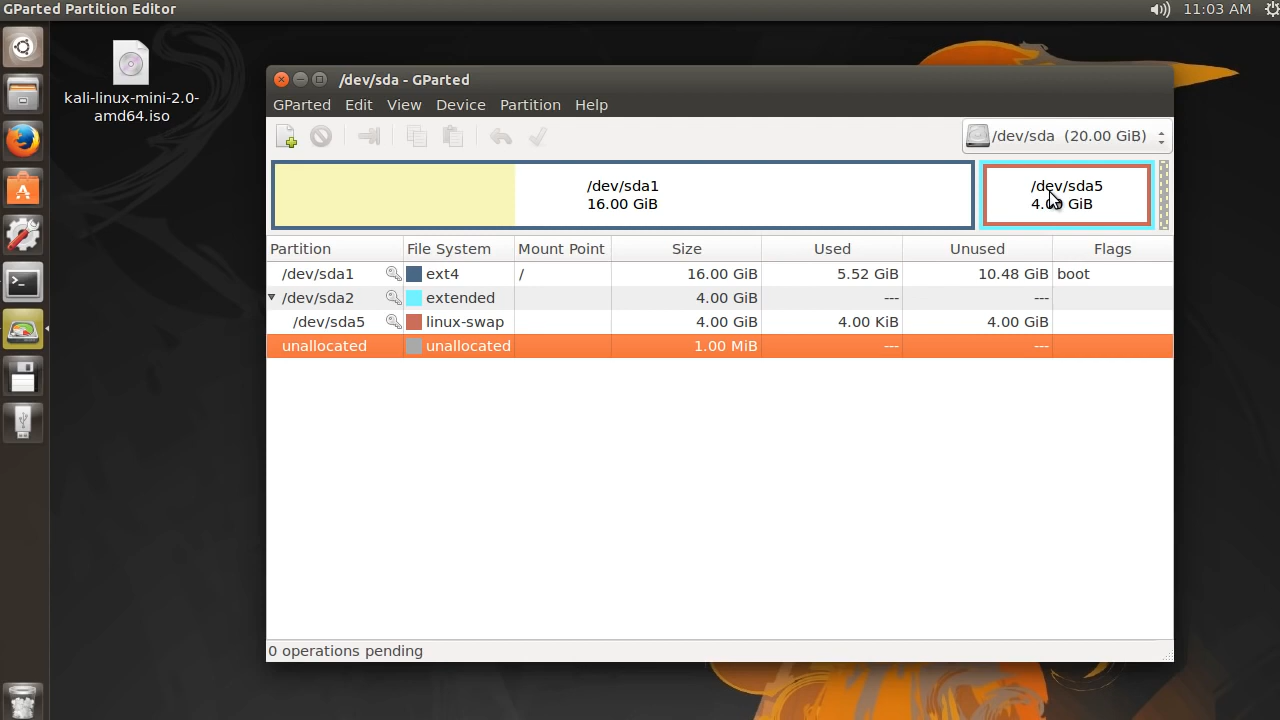 GParted Partition Editor
11:03 AM
kali-linux-mini-2.0-
amd64.iso
/dev/sda - GParted
GParted Edit View Device Partition Help
/dev/sda (20.00 GiB)
/dev/sda1
16.00 GiB
/dev/sda5
4.00 GiB
Partition File System Mount Point Size Used Unused Flags
/dev/sda1 ext4 / 16.00 GiB 5.52 GiB 10.48 GiB boot
/dev/sda2 extended 4.00 GiB --- ---
/dev/sda5 linux-swap 4.00 GiB 4.00 KiB 4.00 GiB
unallocated unallocated 1.00 MiB --- ---
0 operations pending